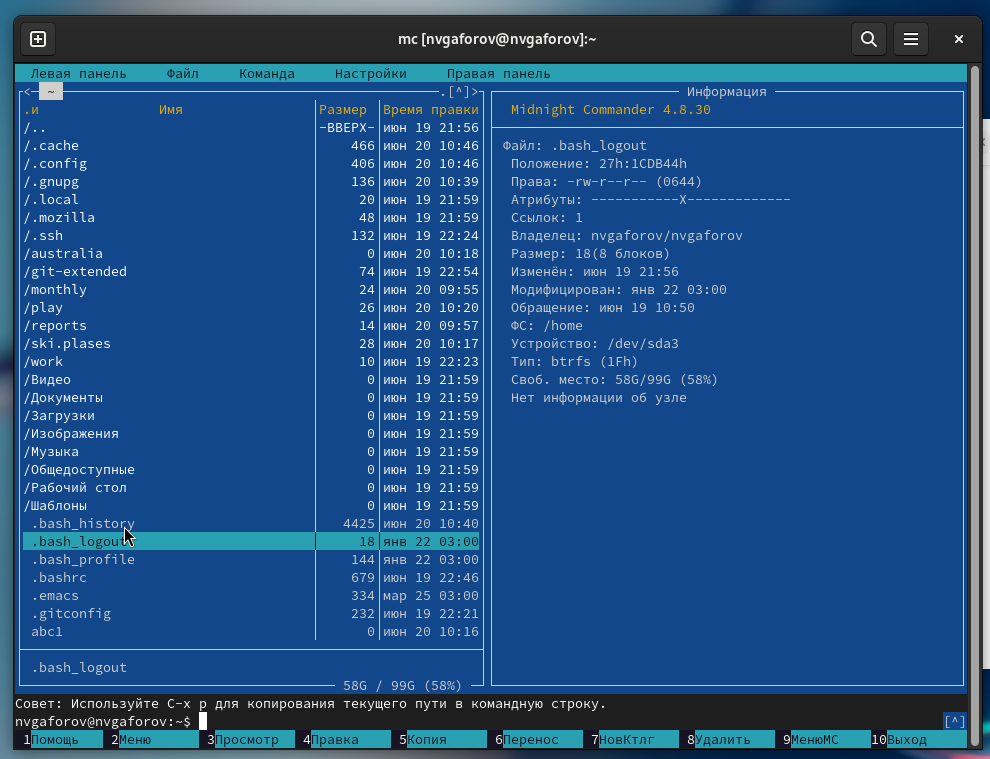 mc [nvgaforov@nvgaforov]:~
Левая панель Файл Команда Настройки Правая панель
<─ ~ .[^]>
.и Имя Размер Время правки
/.. -ВВЕРХ- июн 19 21:56
/.cache 466 июн 20 10:46
/.config 406 июн 20 10:46
/.gnupg 136 июн 20 10:39
/.local 20 июн 19 21:59
/.mozilla 48 июн 19 21:59
/.ssh 132 июн 19 22:24
/australia 0 июн 20 10:18
/git-extended 74 июн 19 22:54
/monthly 24 июн 20 09:55
/play 26 июн 20 10:20
/reports 14 июн 20 09:57
/ski.plases 28 июн 20 10:17
/work 10 июн 19 22:23
/Видео 0 июн 19 21:59
/Документы 0 июн 19 21:59
/Загрузки 0 июн 19 21:59
/Изображения 0 июн 19 21:59
/Музыка 0 июн 19 21:59
/Общедоступные 0 июн 19 21:59
/Рабочий стол 0 июн 19 21:59
/Шаблоны 0 июн 19 21:59
.bash_history 4425 июн 20 10:40
.bash_logout 18 янв 22 03:00
.bash_profile 144 янв 22 03:00
.bashrc 679 июн 19 22:46
.emacs 334 мар 25 03:00
.gitconfig 232 июн 19 22:21
abc1 0 июн 20 10:16
.bash_logout
58G / 99G (58%)
Информация
Midnight Commander 4.8.30
Файл: .bash_logout
Положение: 27h:1CDB44h
Права: -rw-r--r-- (0644)
Атрибуты: -----------X-------------
Ссылок: 1
Владелец: nvgaforov/nvgaforov
Размер: 18(8 блоков)
Изменён: июн 19 21:56
Модифицирован: янв 22 03:00
Обращение: июн 19 10:50
ФС: /home
Устройство: /dev/sda3
Тип: btrfs (1Fh)
Своб. место: 58G/99G (58%)
Нет информации об узле
Совет: Используйте C-x p для копирования текущего пути в командную строку.
nvgaforov@nvgaforov:~$ [^]
1Помощь 2Меню 3Просмотр 4Правка 5Копия 6Перенос 7НовКтлг 8Удалить 9МенюMC 10Выход